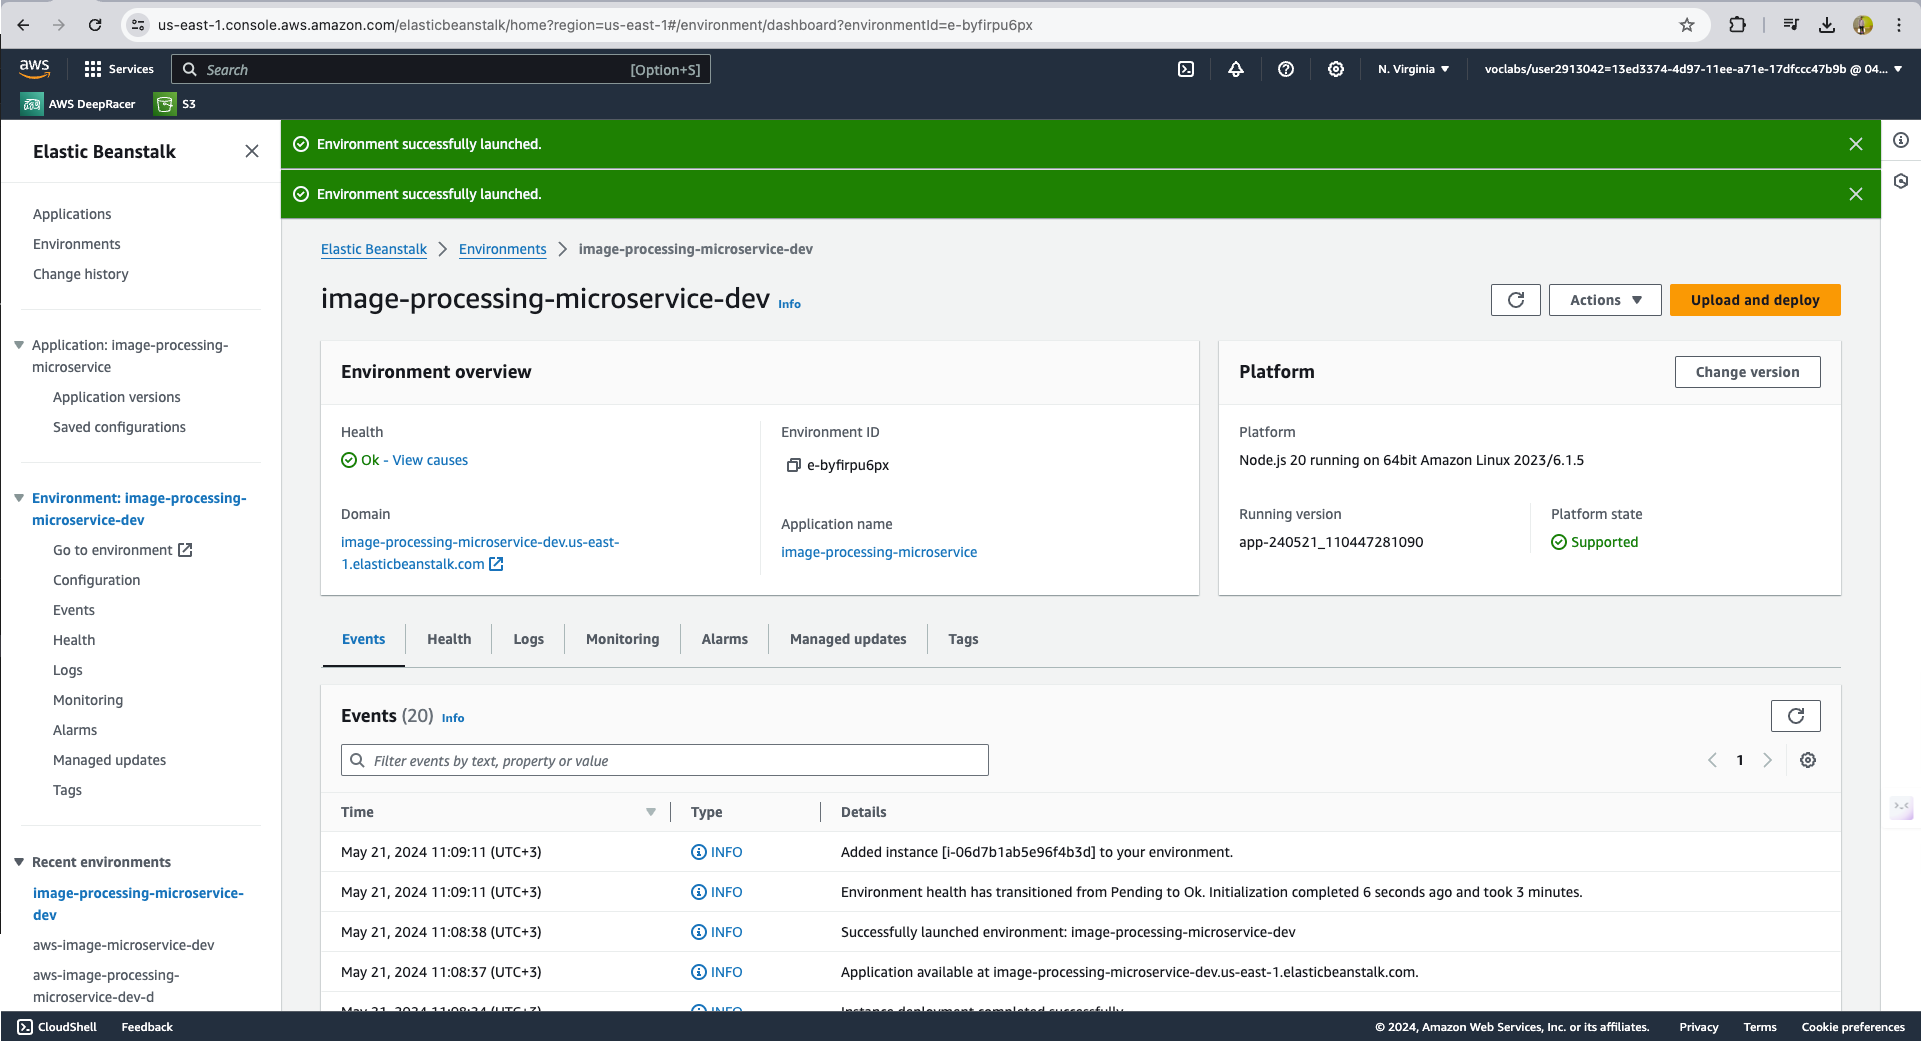 us-east-1.console.aws.amazon.com/elasticbeanstalk/home?region=us-east-1#/environment/dashboard?environmentId=e-byfirpu6px
aws
Services
Search
[Option+S]
N. Virginia
voclabs/user2913042=13ed3374-4d97-11ee-a71e-17dfccc47b9b @ 04...
AWS DeepRacer
S3
Elastic Beanstalk
Applications
Environments
Change history
Application: image-processing-
microservice
Application versions
Saved configurations
Environment: image-processing-
microservice-dev
Go to environment
Configuration
Events
Health
Logs
Monitoring
Alarms
Managed updates
Tags
Recent environments
image-processing-microservice-
dev
aws-image-microservice-dev
aws-image-processing-
microservice-dev-d
Environment successfully launched.
Environment successfully launched.
Elastic Beanstalk
Environments
image-processing-microservice-dev
image-processing-microservice-dev Info
Actions
Upload and deploy
Environment overview
Health
Ok - View causes
Domain
image-processing-microservice-dev.us-east-
1.elasticbeanstalk.com
Environment ID
e-byfirpu6px
Application name
image-processing-microservice
Platform
Change version
Platform
Node.js 20 running on 64bit Amazon Linux 2023/6.1.5
Running version
app-240521_110447281090
Platform state
Supported
Events
Health
Logs
Monitoring
Alarms
Managed updates
Tags
Events (20) Info
Filter events by text, property or value
1
Time
Type
Details
May 21, 2024 11:09:11 (UTC+3) INFO Added instance [i-06d7b1ab5e96f4b3d] to your environment.
May 21, 2024 11:09:11 (UTC+3) INFO Environment health has transitioned from Pending to Ok. Initialization completed 6 seconds ago and took 3 minutes.
May 21, 2024 11:08:38 (UTC+3) INFO Successfully launched environment: image-processing-microservice-dev
May 21, 2024 11:08:37 (UTC+3) INFO Application available at image-processing-microservice-dev.us-east-1.elasticbeanstalk.com.
May 21, 2024 11:08:34 (UTC+3) INFO Instance deployment completed successfully.
CloudShell
Feedback
© 2024, Amazon Web Services, Inc. or its affiliates.
Privacy
Terms
Cookie preferences